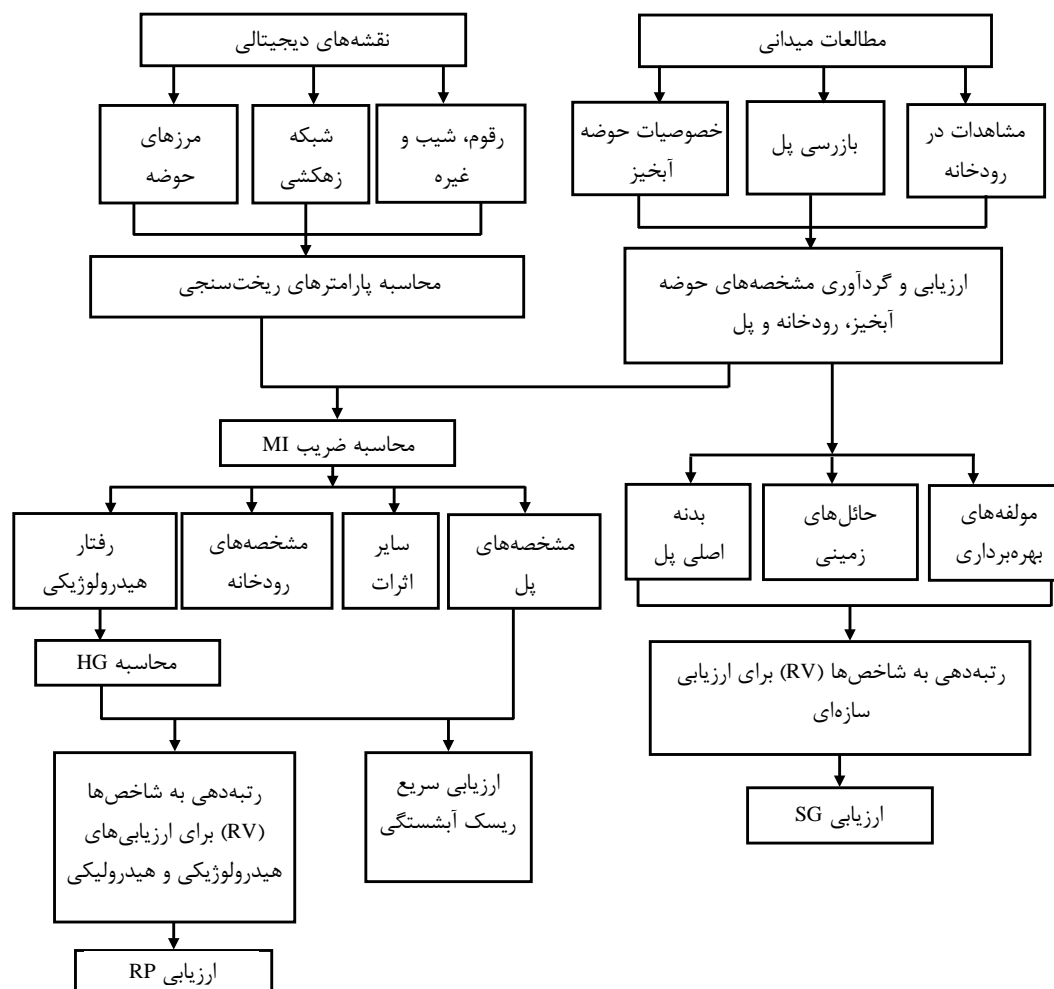 مطالعات میدانی
نقشه‌های دیجیتالی
مشاهدات در
رودخانه
بازرسی پل
خصوصیات حوضه
آبخیز
رقوم، شیب و
غیره
شبکه
زهکشی
مرزهای
حوضه
ارزیابی و گردآوری مشخصه‌های حوضه
آبخیز، رودخانه و پل
محاسبه پارامترهای ریخت‌سنجی
محاسبه ضریب MI
مولفه‌های
بهره‌برداری
حائل‌های
زمینی
بدنه
اصلی پل
مشخصه‌های
پل
سایر
اثرات
مشخصه‌های
رودخانه
رفتار
هیدرولوژیکی
محاسبه HG
رتبه‌دهی به شاخص‌ها (RV) برای ارزیابی
سازه‌ای
ارزیابی سریع
ریسک آبشستگی
رتبه‌دهی به شاخص‌ها
(RV) برای ارزیابی‌های
هیدرولوژیکی و هیدرولیکی
ارزیابی SG
ارزیابی RP